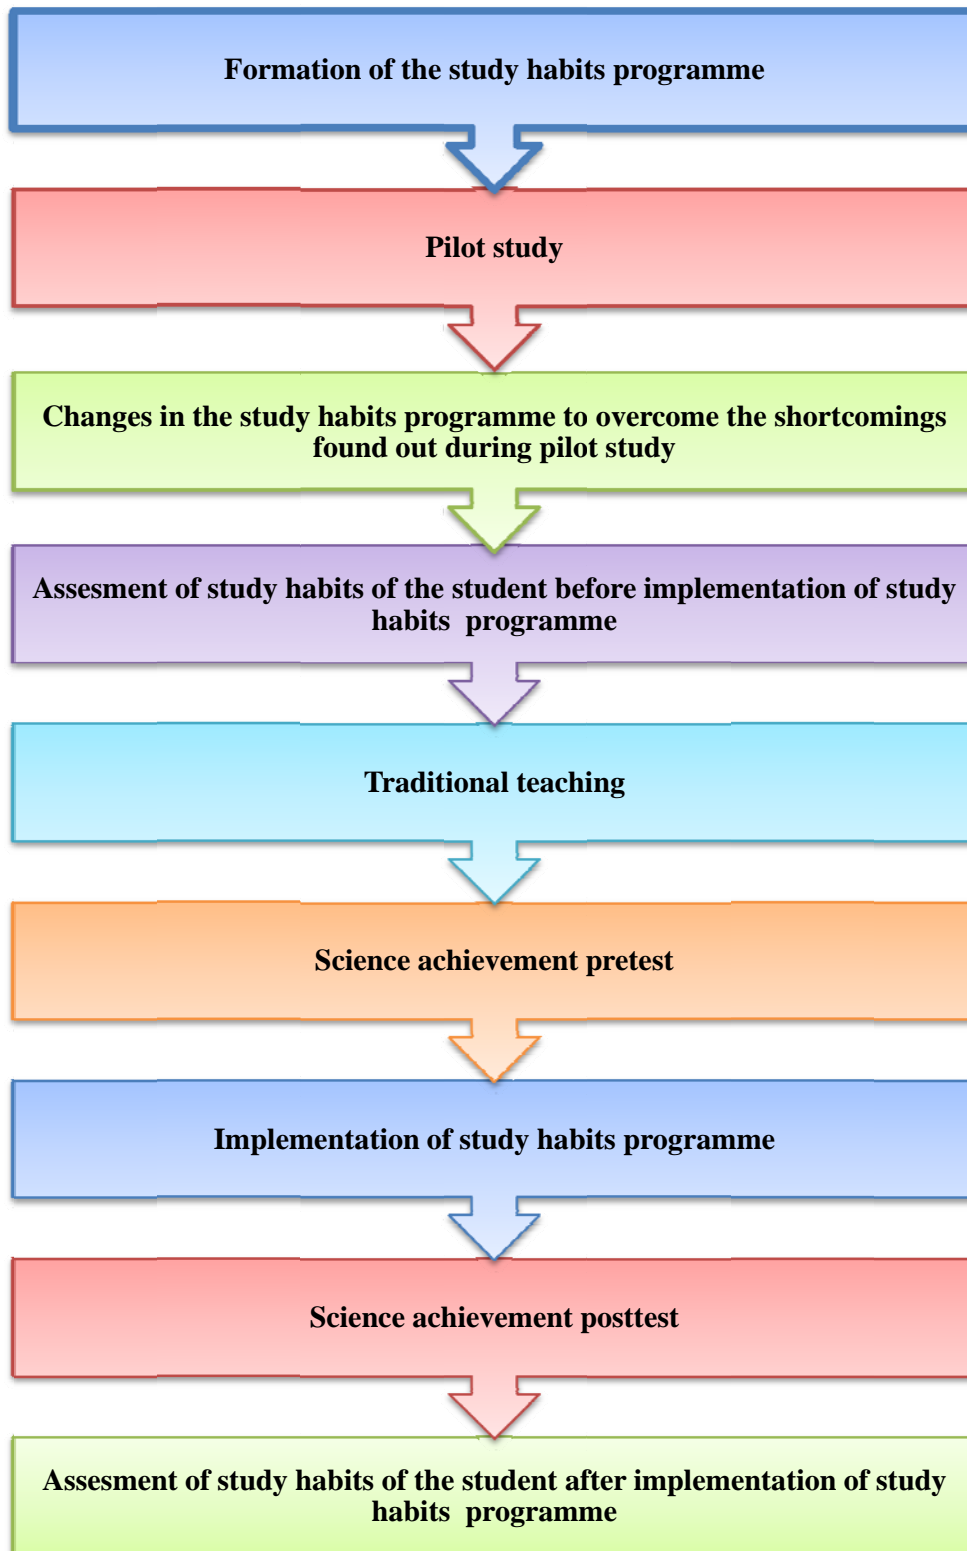 Formation of the study habits programme
Pilot study
Changes in the study habits programme to overcome the shortcomings
found out during pilot study
Assesment of study habits of the student before implementation of study
habits  programme
Traditional teaching
Science achievement pretest
Implementation of study habits programme
Science achievement posttest
Assesment of study habits of the student after implementation of study
habits  programme